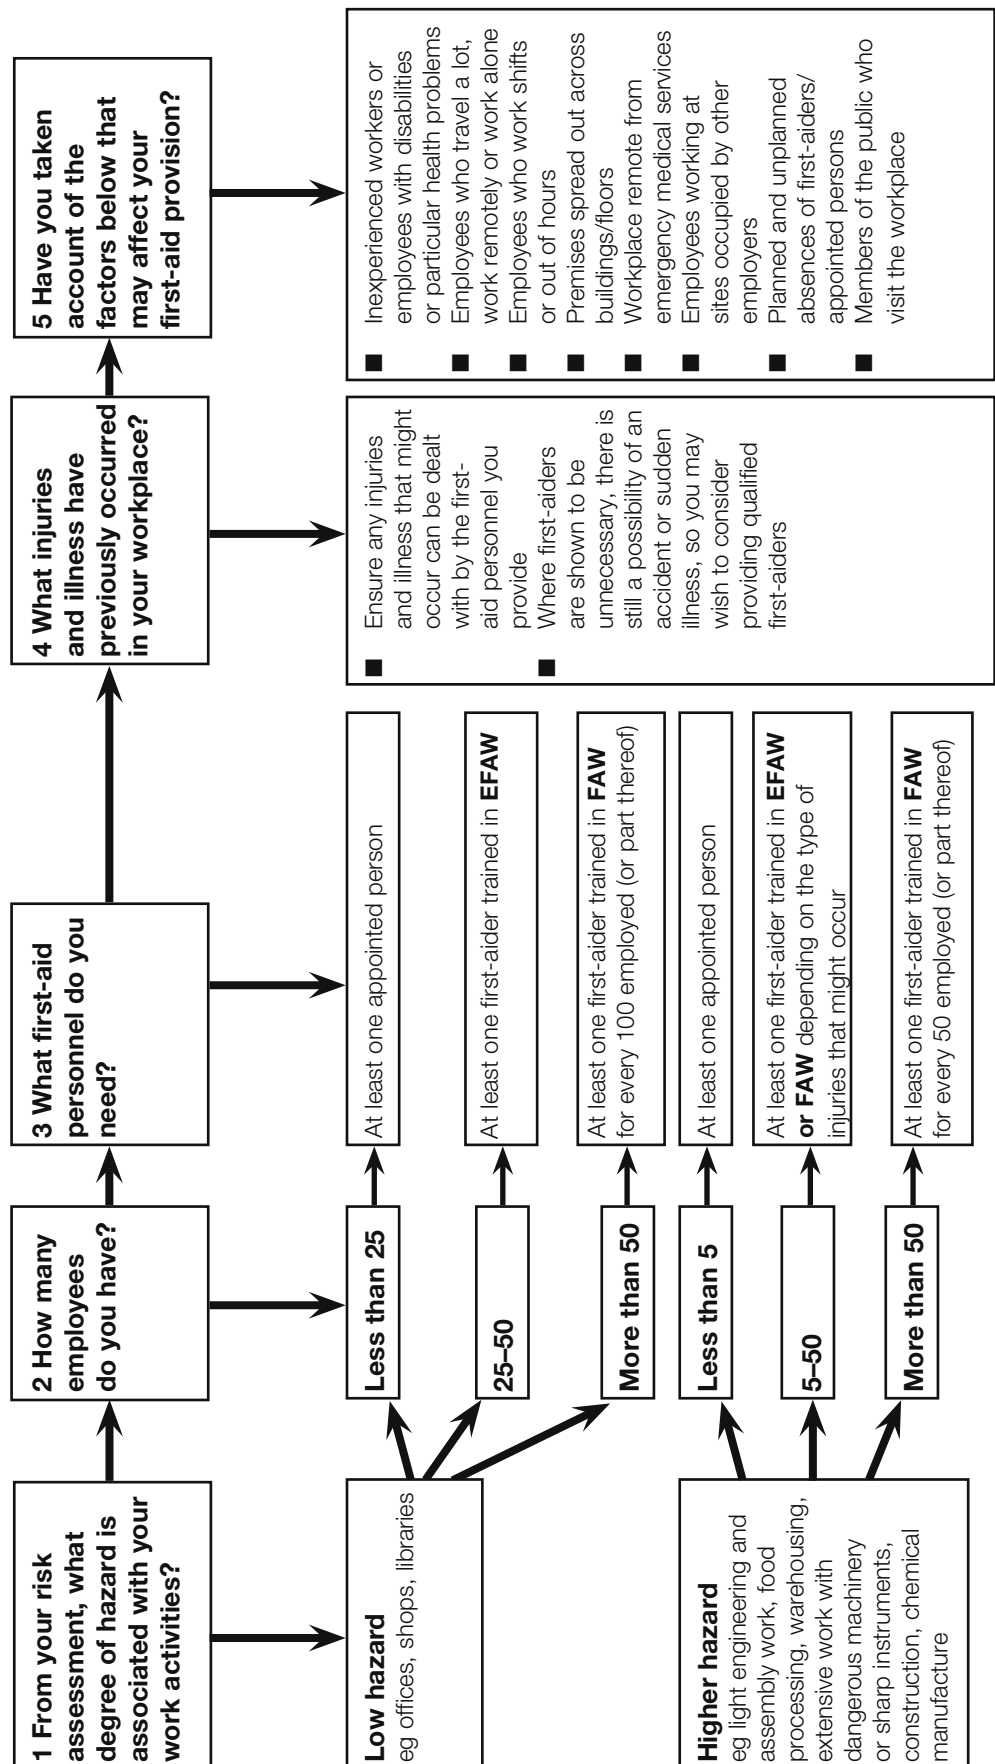 1 From your risk
assessment, what
degree of hazard is
associated with your
work activities?
2 How many
employees
do you have?
3 What first-aid
personnel do you
need?
4 What injuries
and illness have
previously occurred
in your workplace?
5 Have you taken
account of the
factors below that
may affect your
first-aid provision?
Low hazard
eg offices, shops, libraries
Less than 25
At least one appointed person
25–50
At least one first-aider trained in EFAW
More than 50
At least one first-aider trained in FAW
for every 100 employed (or part thereof)
Higher hazard
eg light engineering and
assembly work, food
processing, warehousing,
extensive work with
dangerous machinery
or sharp instruments,
construction, chemical
manufacture
Less than 5
At least one appointed person
5–50
At least one first-aider trained in EFAW
or FAW depending on the type of
injuries that might occur
More than 50
At least one first-aider trained in FAW
for every 50 employed (or part thereof)
■ Ensure any injuries
and illness that might
occur can be dealt
with by the first-
aid personnel you
provide
■ Where first-aiders
are shown to be
unnecessary, there is
still a possibility of an
accident or sudden
illness, so you may
wish to consider
providing qualified
first-aiders
■ Inexperienced workers or
employees with disabilities
or particular health problems
■ Employees who travel a lot,
work remotely or work alone
■ Employees who work shifts
or out of hours
■ Premises spread out across
buildings/floors
■ Workplace remote from
emergency medical services
■ Employees working at
sites occupied by other
employers
■ Planned and unplanned
absences of first-aiders/
appointed persons
■ Members of the public who
visit the workplace